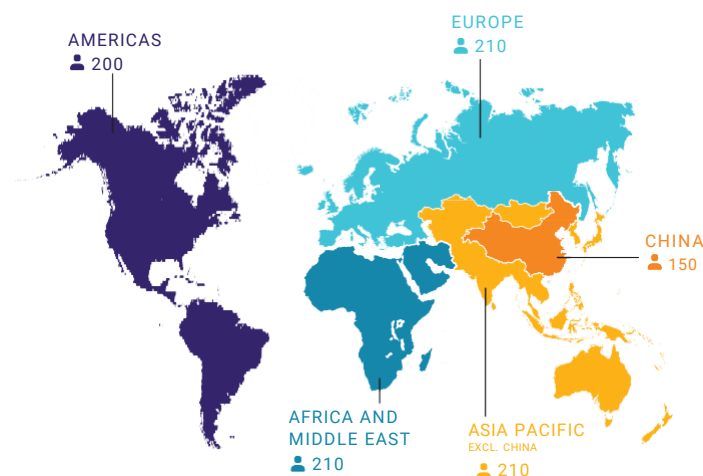 AMERICAS
200
EUROPE
210
CHINA
150
AFRICA AND
MIDDLE EAST
210
ASIA PACIFIC
EXCL. CHINA
210